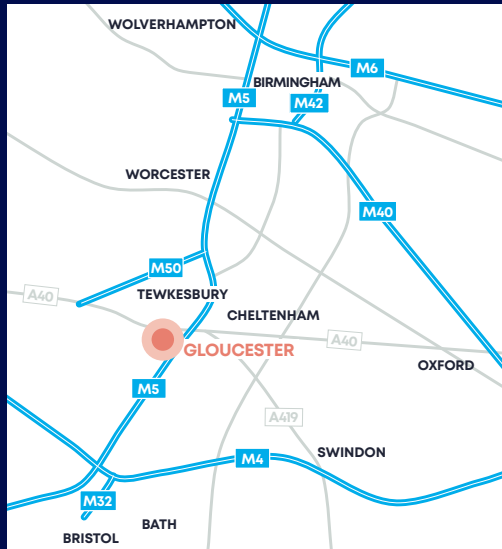 WOLVERHAMPTON
M6
BIRMINGHAM
M5
M42
WORCESTER
M40
M50
TEWKESBURY
A40
CHELTENHAM
A40
GLOUCESTER
OXFORD
M5
A419
SWINDON
M4
M32
BATH
BRISTOL